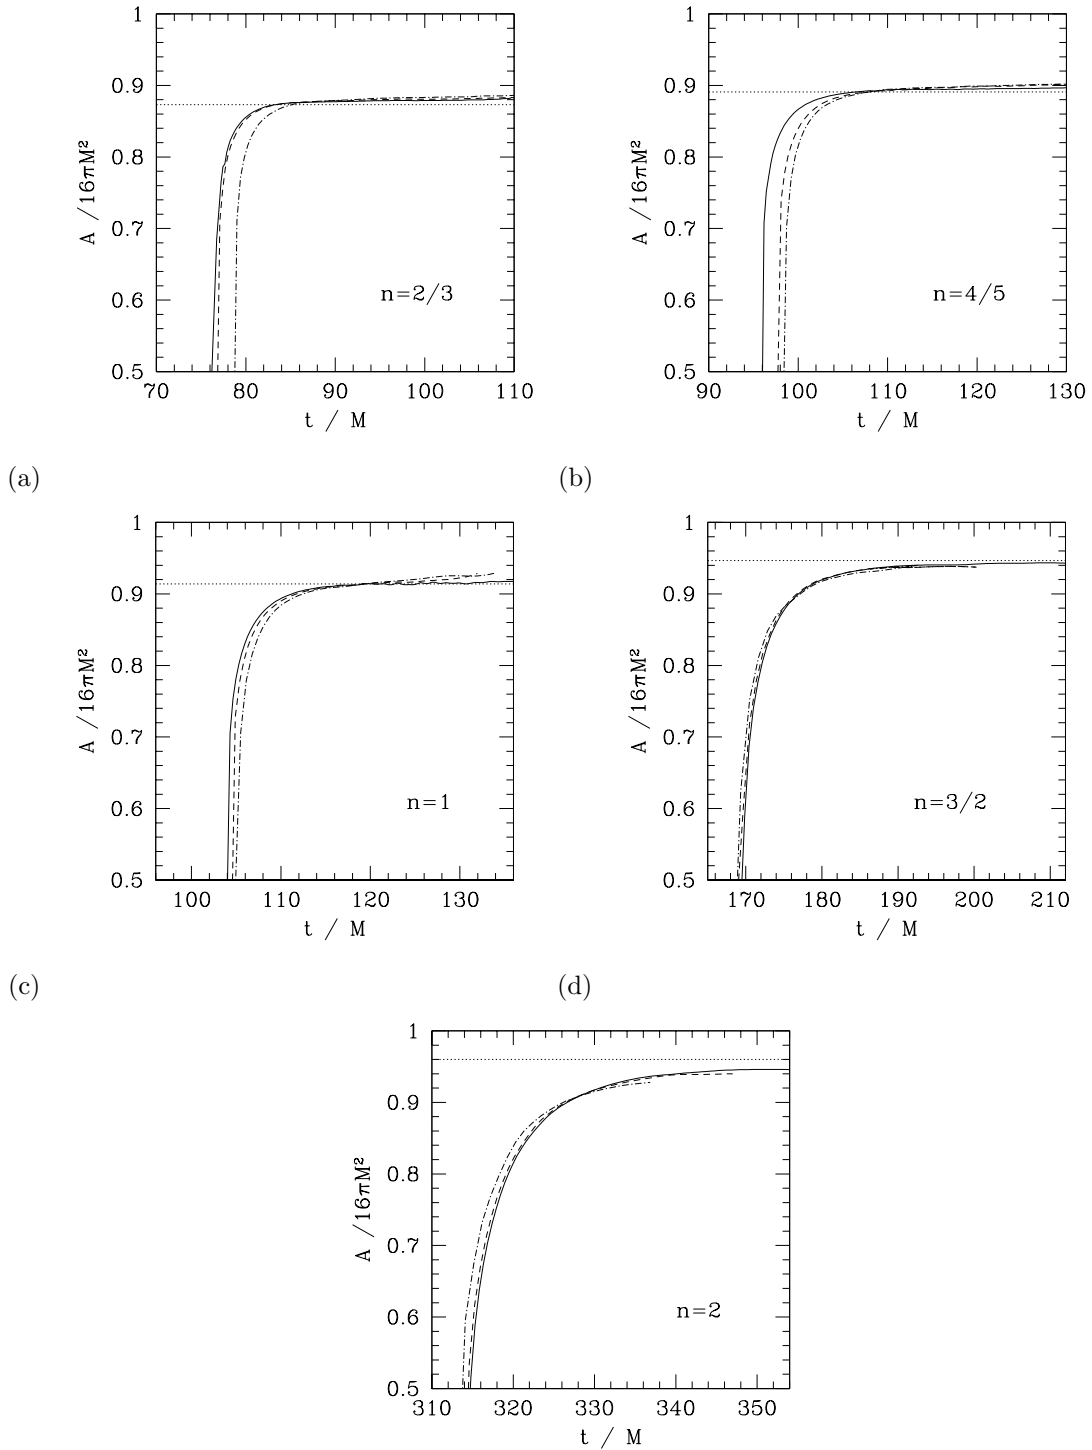 1
0.9
0.8
0.7
0.6
0.5
A /16πM²
n=2/3
70 80 90 100 110
t / M
1
0.9
0.8
0.7
0.6
0.5
A /16πM²
n=4/5
90 100 110 120 130
t / M
(a) (b)
1
0.9
0.8
0.7
0.6
0.5
A /16πM²
n=1
100 110 120 130
t / M
1
0.9
0.8
0.7
0.6
0.5
A /16πM²
n=3/2
170 180 190 200 210
t / M
(c) (d)
1
0.9
0.8
0.7
0.6
0.5
A /16πM²
n=2
310 320 330 340 350
t / M